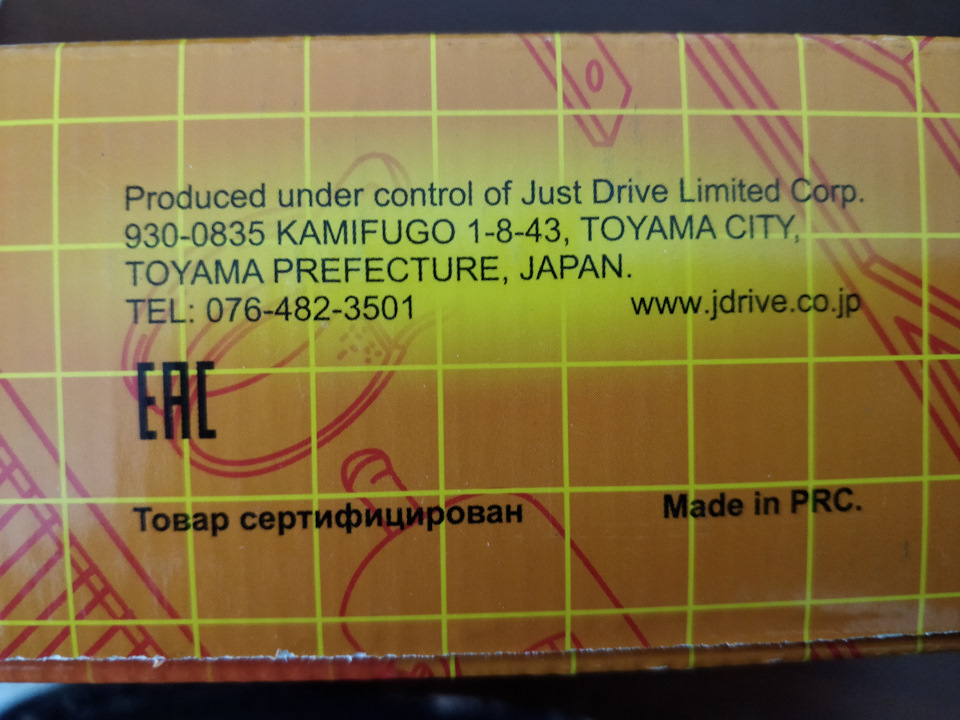 Produced under control of Just Drive Limited Corp.
930-0835 KAMIFUGO 1-8-43, TOYAMA CITY,
TOYAMA PREFECTURE, JAPAN.
TEL: 076-482-3501 www.jdrive.co.jp
EAC
Товар сертифицирован Made in PRC.